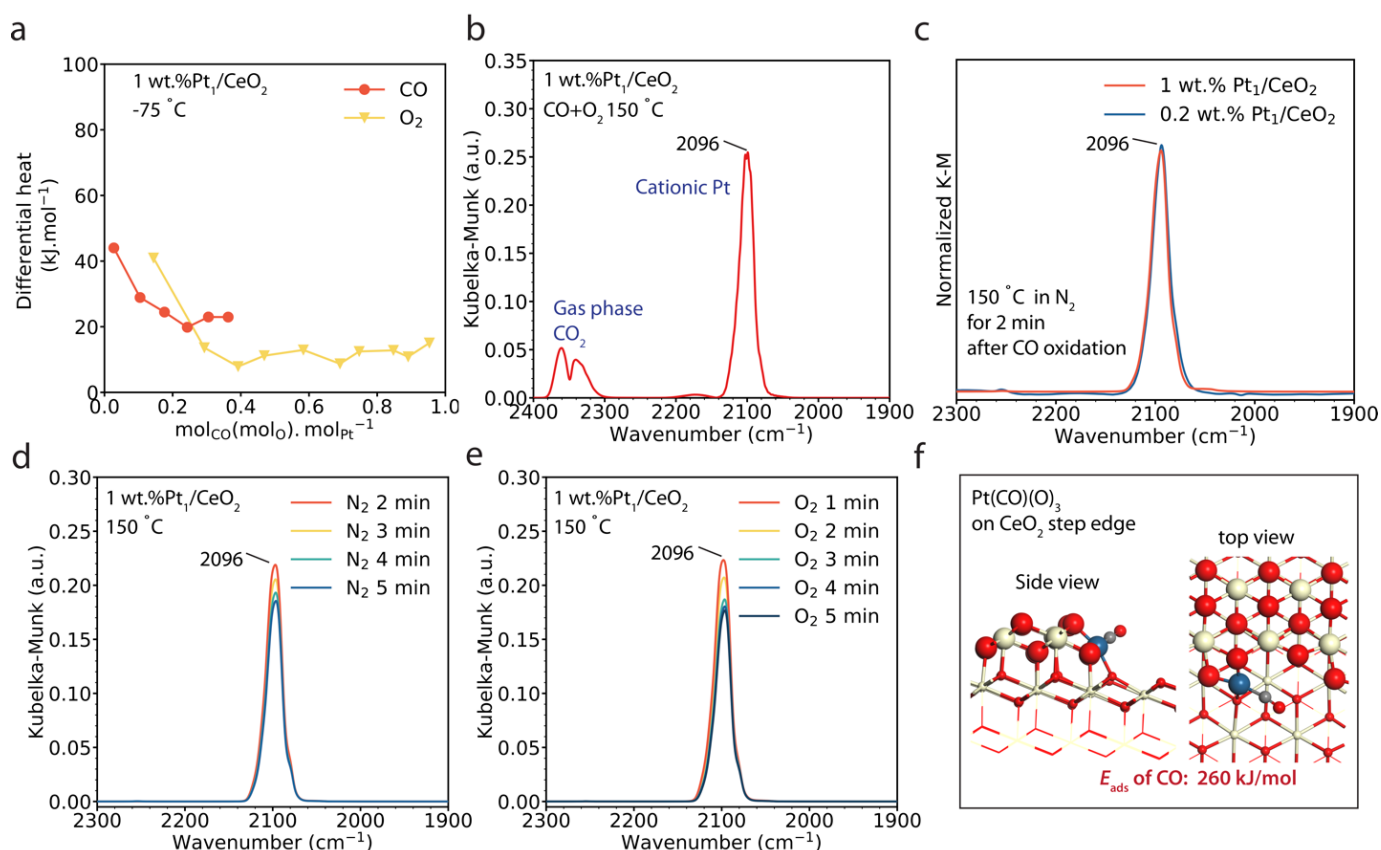 a
1 wt.%Pt₁/CeO₂
-75 °C
CO
O₂
Differential heat
(kJ.mol⁻¹)
100
80
60
40
20
0
0.0 0.2 0.4 0.6 0.8 1.0
mol_CO(mol_O).mol_Pt⁻¹
b
1 wt.%Pt₁/CeO₂
CO+O₂ 150 °C
2096
Cationic Pt
Gas phase
CO₂
Kubelka-Munk (a.u.)
0.35
0.30
0.25
0.20
0.15
0.10
0.05
0.00
2400 2300 2200 2100 2000 1900
Wavenumber (cm⁻¹)
c
1 wt.% Pt₁/CeO₂
0.2 wt.% Pt₁/CeO₂
2096
150 °C in N₂
for 2 min
after CO oxidation
Normalized K-M
2300 2200 2100 2000 1900
Wavenumber (cm⁻¹)
d
1 wt.%Pt₁/CeO₂
150 °C
N₂ 2 min
N₂ 3 min
N₂ 4 min
N₂ 5 min
2096
Kubelka-Munk (a.u.)
0.30
0.25
0.20
0.15
0.10
0.05
0.00
2300 2200 2100 2000 1900
Wavenumber (cm⁻¹)
e
1 wt.%Pt₁/CeO₂
150 °C
O₂ 1 min
O₂ 2 min
O₂ 3 min
O₂ 4 min
O₂ 5 min
2096
Kubelka-Munk (a.u.)
0.30
0.25
0.20
0.15
0.10
0.05
0.00
2300 2200 2100 2000 1900
Wavenumber (cm⁻¹)
f
Pt(CO)(O)₃
on CeO₂ step edge
top view
Side view
E_ads of CO: 260 kJ/mol